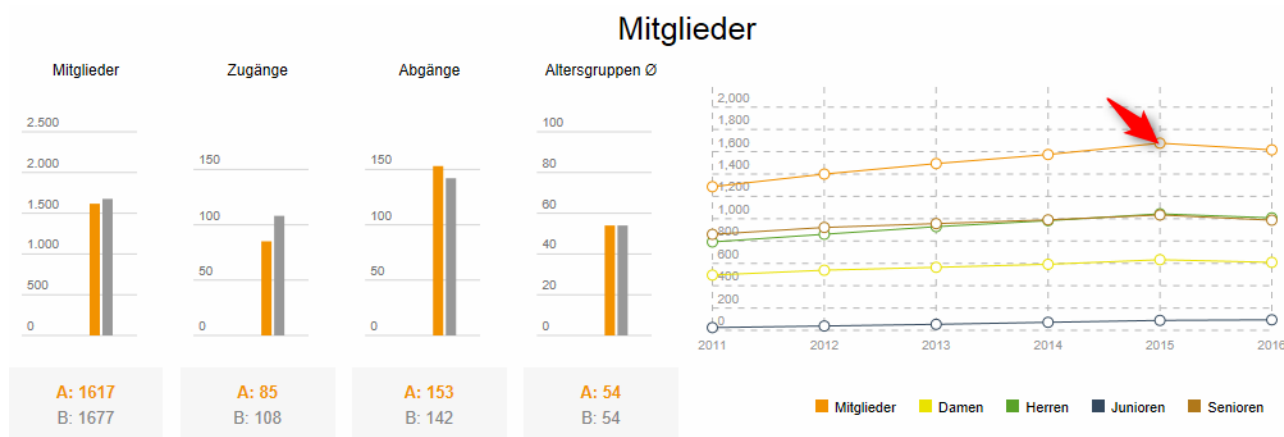 Mitglieder
Mitglieder
2.500
2.000
1.500
1.000
500
0
A: 1617
B: 1677
Zugänge
150
100
50
0
A: 85
B: 108
Abgänge
150
100
50
0
A: 153
B: 142
Altersgruppen Ø
100
80
60
40
20
0
A: 54
B: 54
2,000
1,800
1,600
1,400
1,200
1,000
800
600
400
200
0
2011 2012 2013 2014 2015 2016
Mitglieder Damen Herren Junioren Senioren